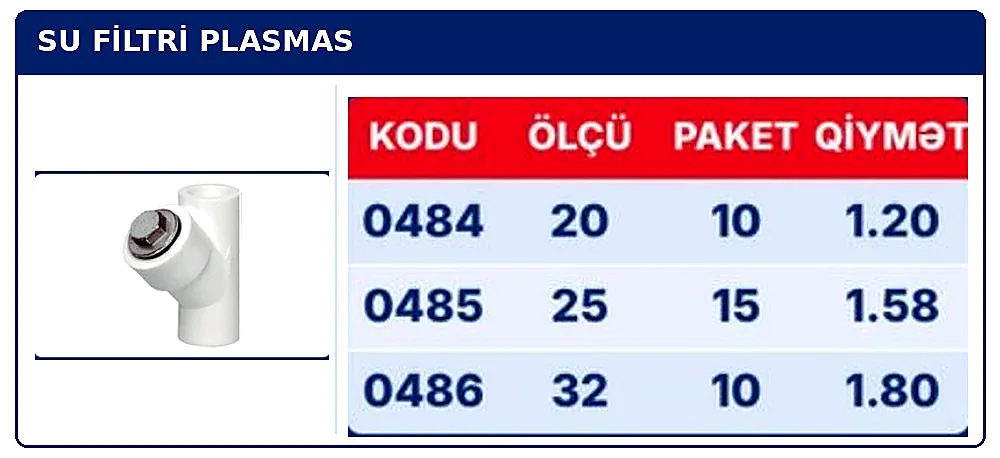 SU FİLTRİ PLASMAS
KODU ÖLÇÜ PAKET QİYMƏT
0484 20 10 1.20
0485 25 15 1.58
0486 32 10 1.80